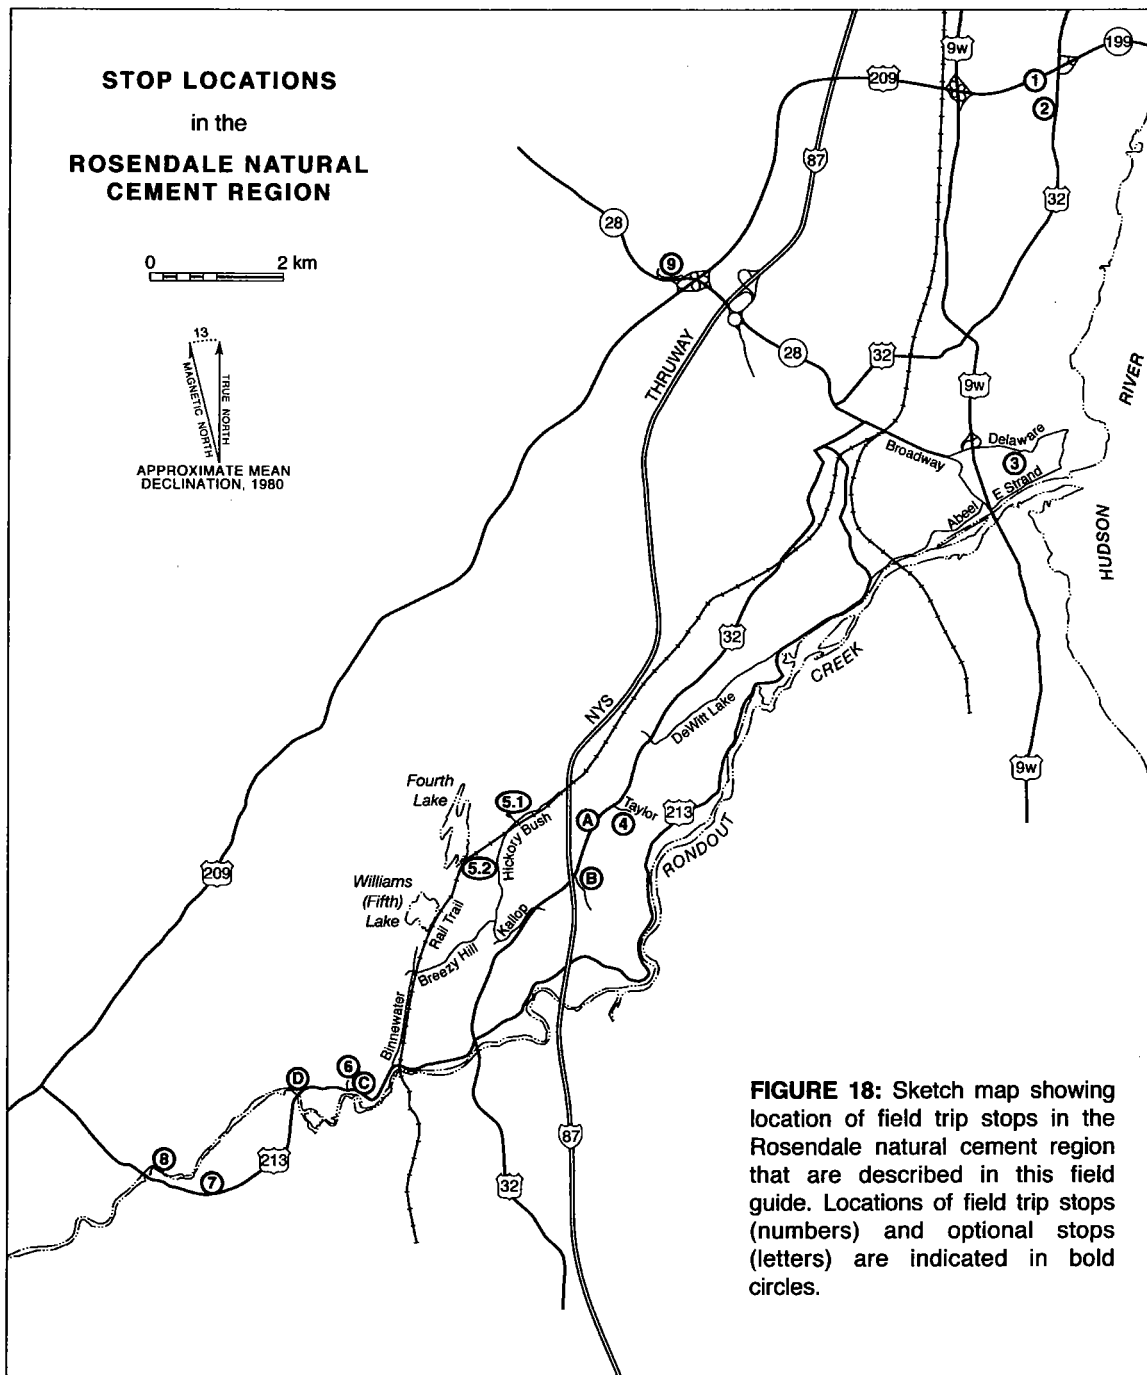 STOP LOCATIONS
in the
ROSENDALE NATURAL
CEMENT REGION
0 2 km
13
MAGNETIC NORTH
TRUE NORTH
APPROXIMATE MEAN
DECLINATION, 1980
9w
199
209
1
2
87
32
28
9
THRUWAY
28
32
9w
RIVER
Delaware
Broadway
3
E Strand
Abeel
HUDSON
32
CREEK
NYS
DeWitt Lake
9w
Fourth
Lake
5.1
Taylor
A
4
213
Hickory Bush
RONDOUT
5.2
209
B
Williams
(Fifth)
Lake
Rail Trail
Kallop
Breezy Hill
Binnewater
6
D
C
87
8
213
7
32
FIGURE 18: Sketch map showing
location of field trip stops in the
Rosendale natural cement region
that are described in this field
guide. Locations of field trip stops
(numbers) and optional stops
(letters) are indicated in bold
circles.